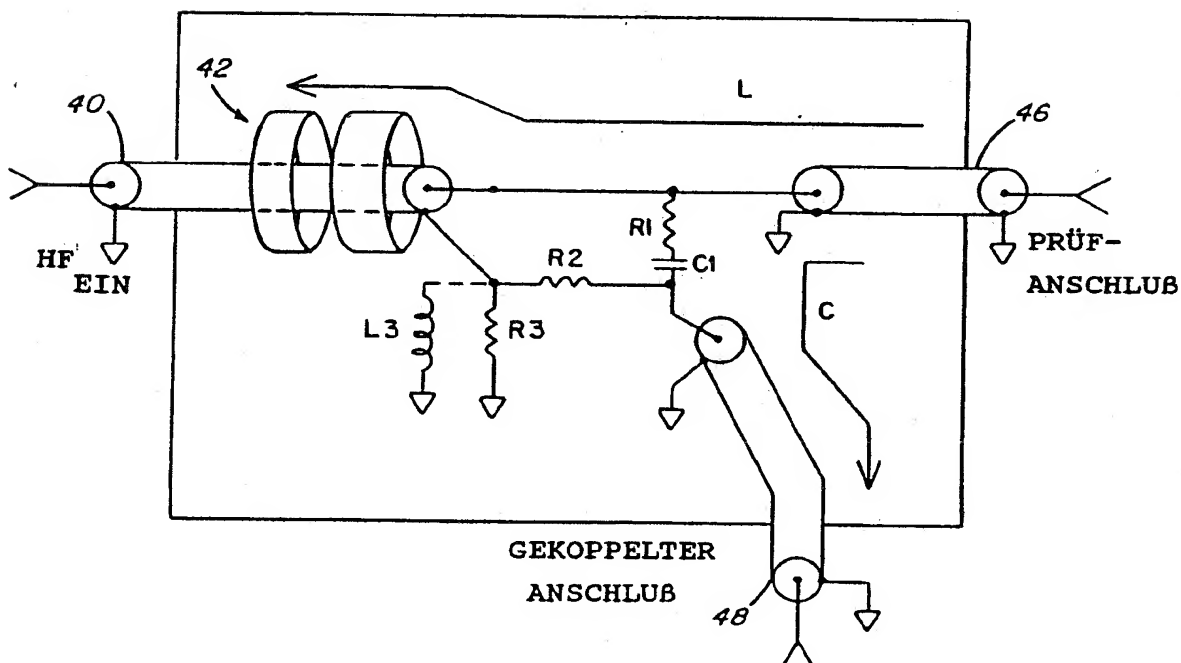 42
L
40
46
HF
EIN
R1
C1
R2
PRÜF-
ANSCHLUß
L3
R3
C
GEKOPPELTER
ANSCHLUß
48